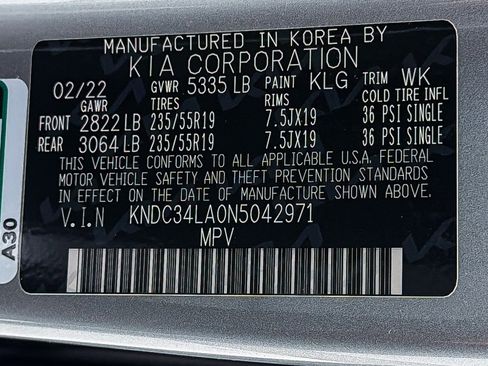 MANUFACTURED IN KOREA BY
KIA CORPORATION
02/22 GVWR 5335 LB PAINT KLG TRIM WK
GAWR TIRES RIMS COLD TIRE INFL
FRONT 2822 LB 235/55R19 7.5JX19 36 PSI SINGLE
REAR 3064 LB 235/55R19 7.5JX19 36 PSI SINGLE
THIS VEHICLE CONFORMS TO ALL APPLICABLE U.S.A. FEDERAL
MOTOR VEHICLE SAFETY AND THEFT PREVENTION STANDARDS
IN EFFECT ON THE DATE OF MANUFACTURE SHOWN ABOVE.
V.I.N KNDC34LA0N5042971
MPV
A30